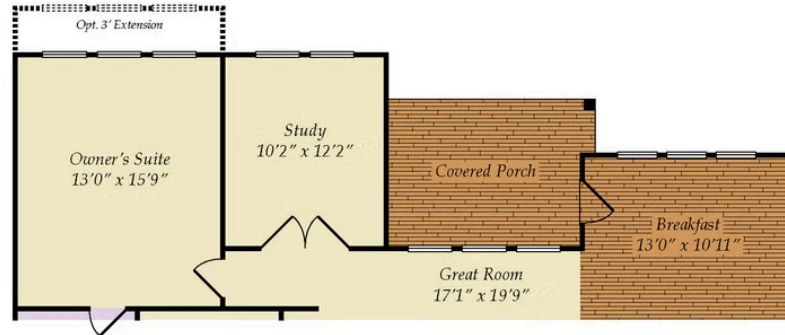 Opt. 3' Extension
Owner's Suite
13'0" x 15'9"
Study
10'2" x 12'2"
Covered Porch
Breakfast
13'0" x 10'11"
Great Room
17'1" x 19'9"